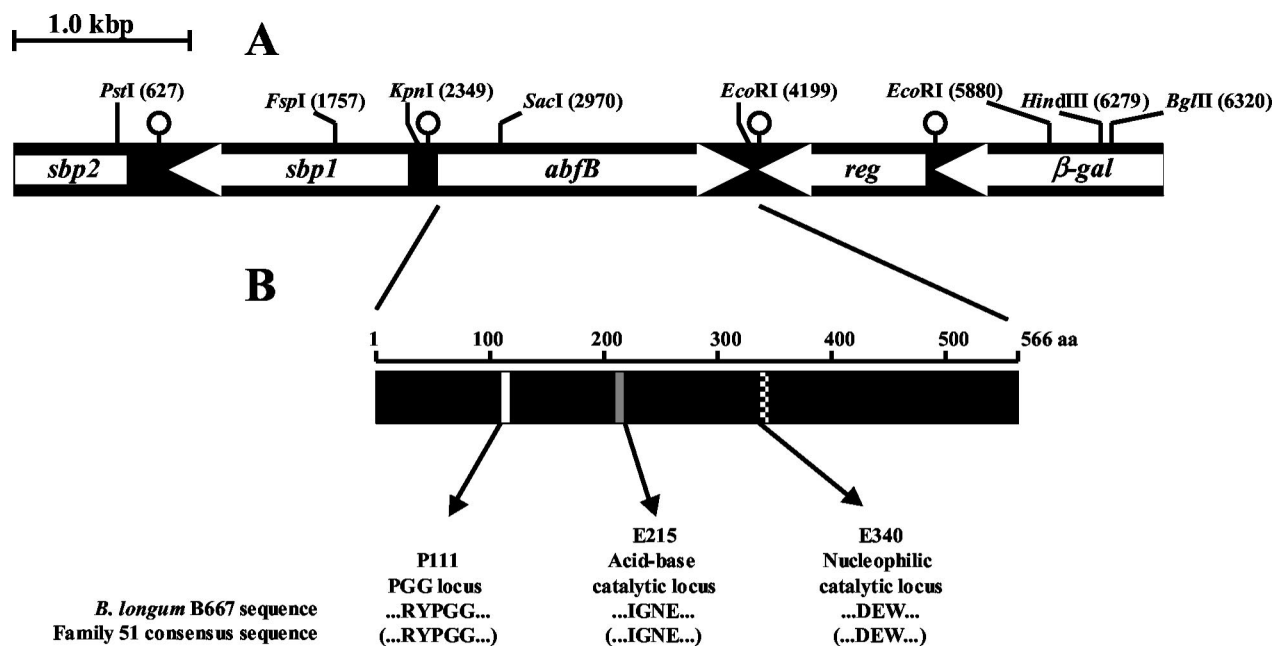 1.0 kbp
A
PstI (627)
FspI (1757)
KpnI (2349)
SacI (2970)
EcoRI (4199)
EcoRI (5880)
HindIII (6279)
BglII (6320)
sbp2
sbp1
abfB
reg
β-gal
B
1 100 200 300 400 500 566 aa
P111
PGG locus
E215
Acid-base
catalytic locus
E340
Nucleophilic
catalytic locus
B. longum B667 sequence ...RYPGG... ...IGNE... ...DEW...
Family 51 consensus sequence (...RYPGG...) (...IGNE...) (...DEW...)